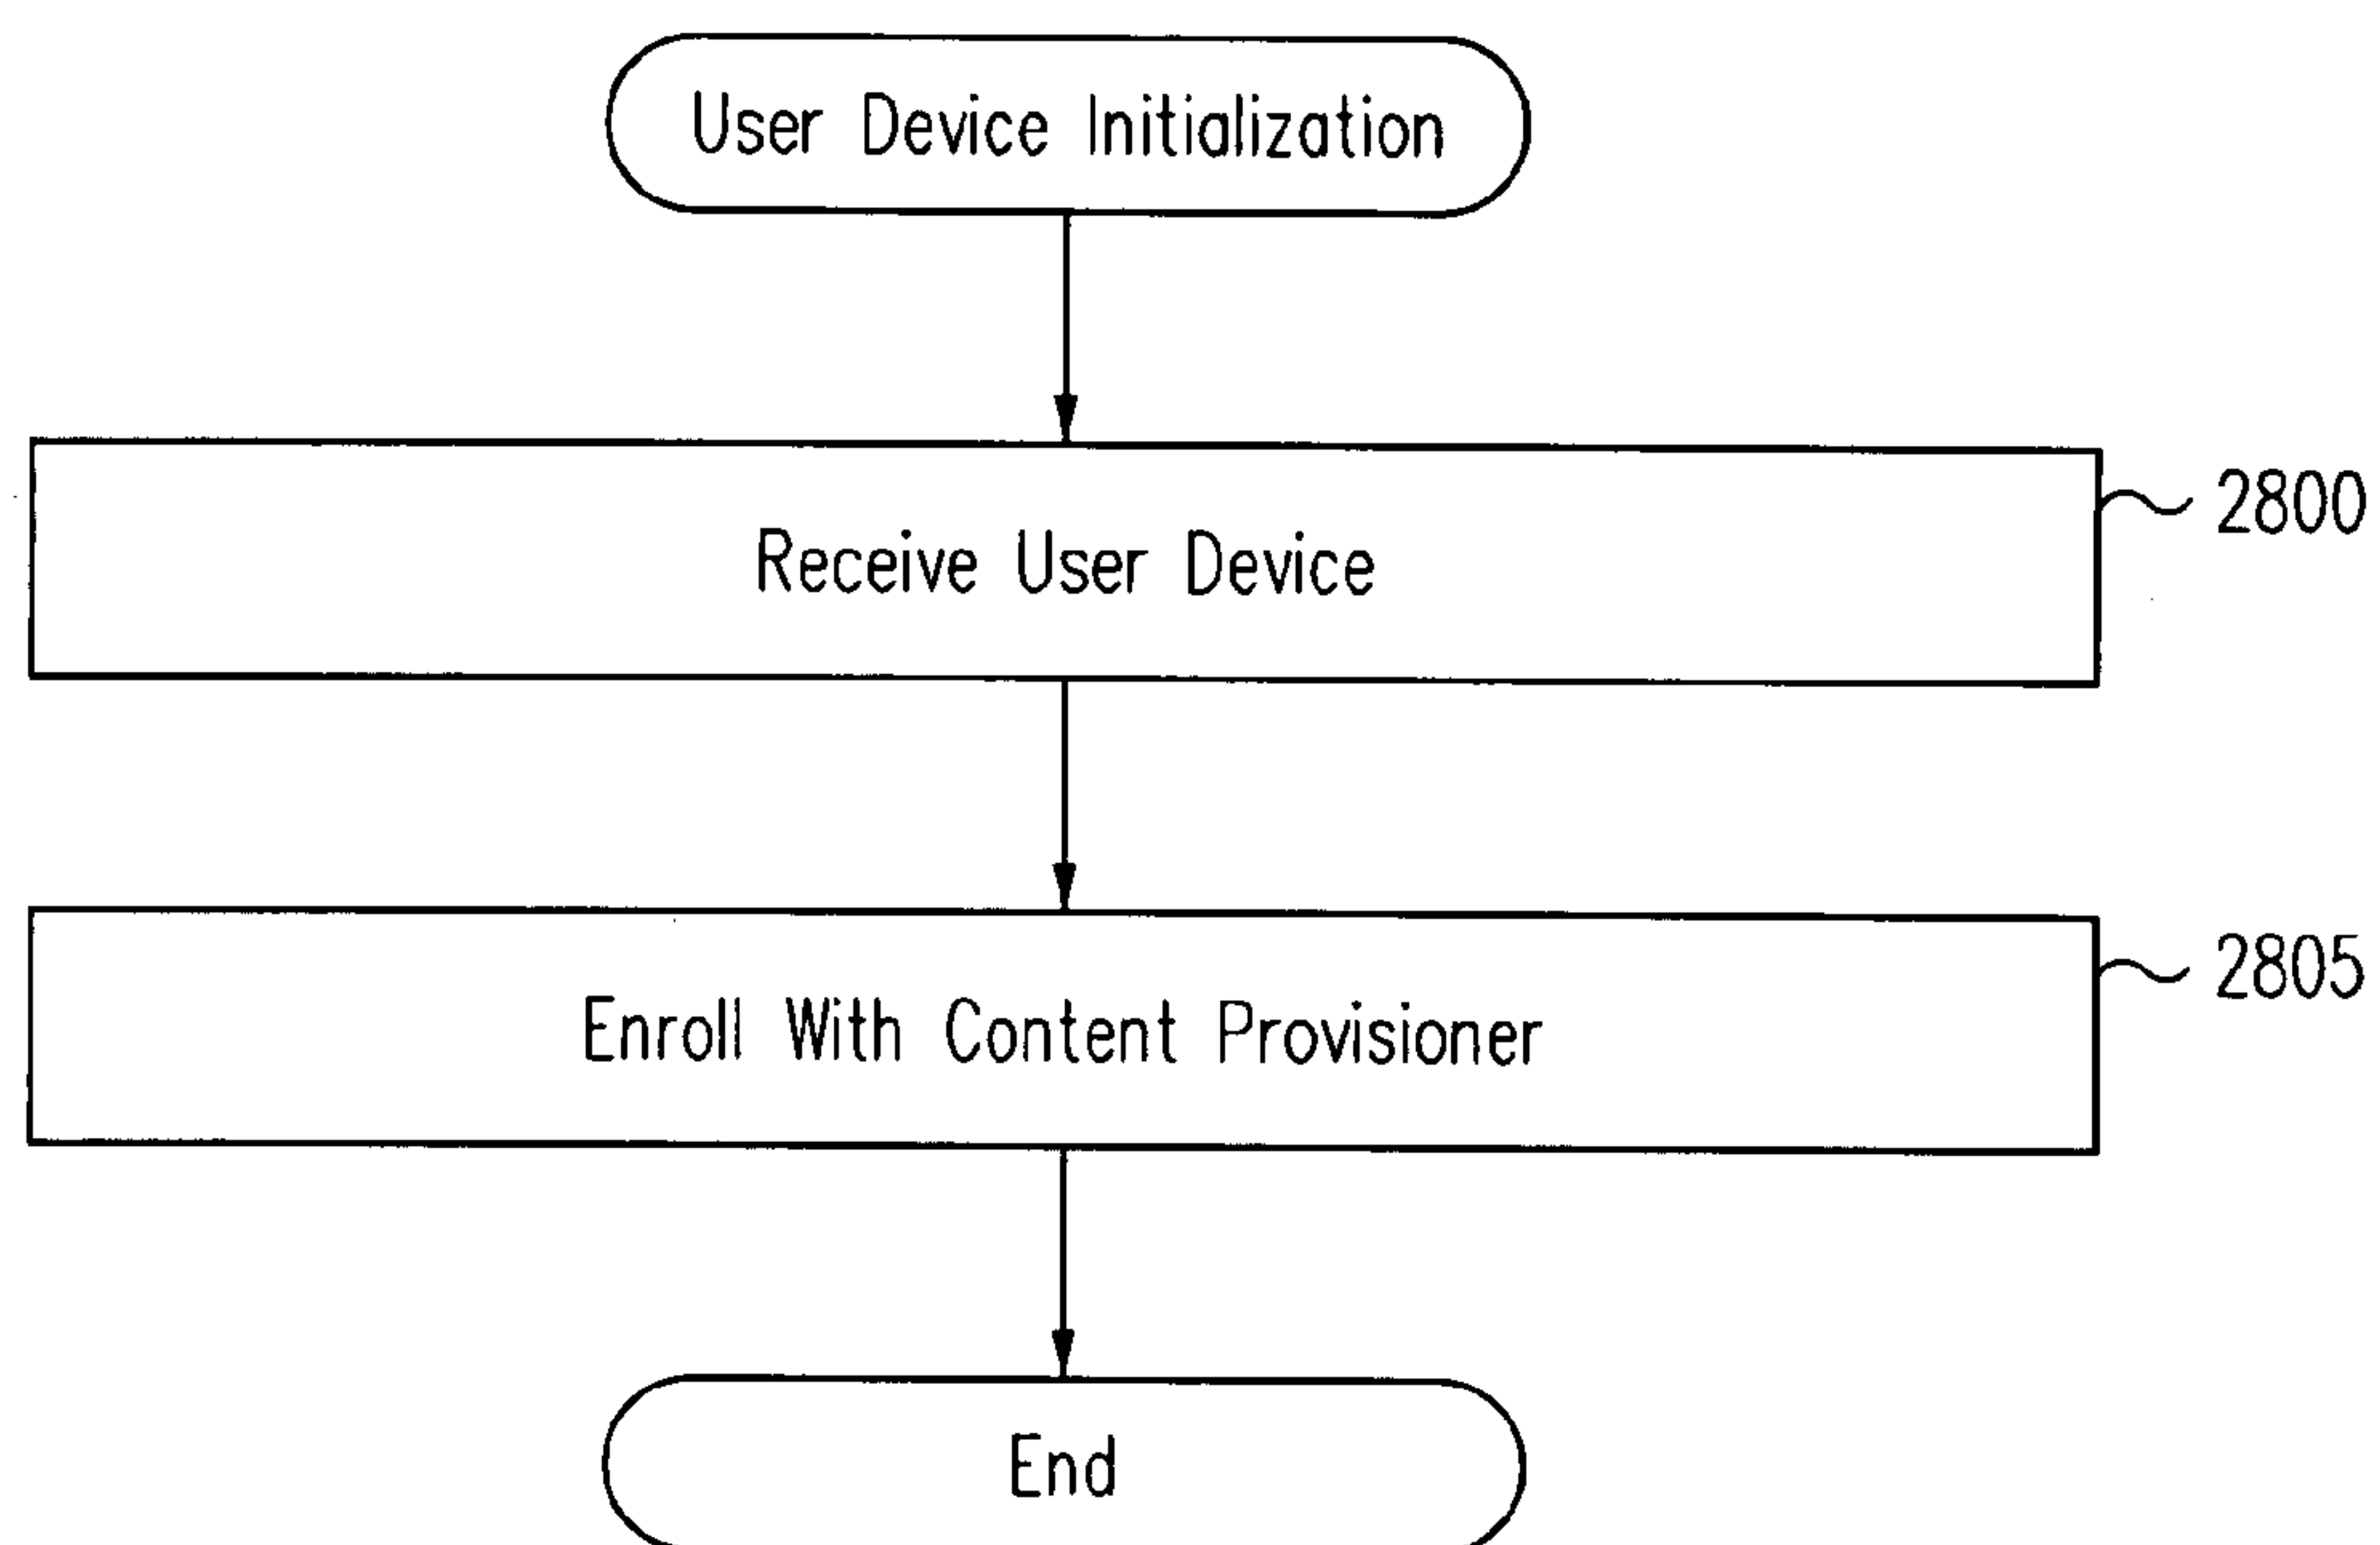 User Device Initialization
Receive User Device
2800
Enroll With Content Provisioner
2805
End